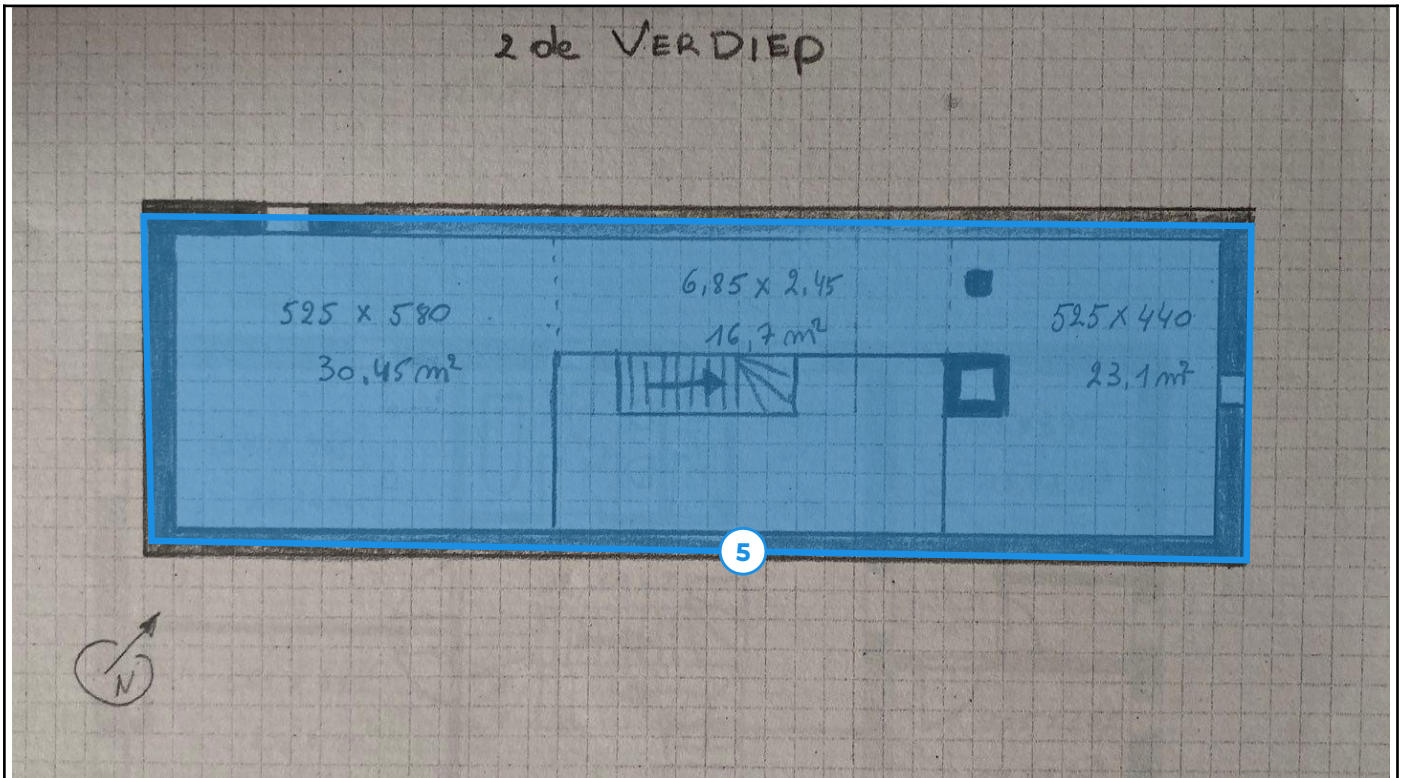 2 de VERDIEP
525 x 580
30.45 m²
6,85 x 2,45
16,7 m²
525 x 440
23,1 m²
5
N